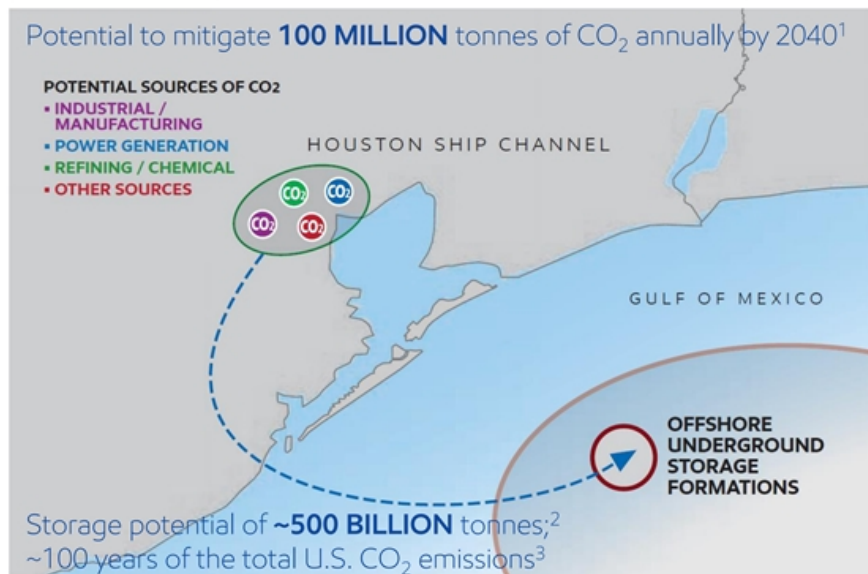 Potential to mitigate 100 MILLION tonnes of CO₂ annually by 2040¹
POTENTIAL SOURCES OF CO2
▪ INDUSTRIAL /
MANUFACTURING
▪ POWER GENERATION
▪ REFINING / CHEMICAL
▪ OTHER SOURCES
HOUSTON SHIP CHANNEL
CO₂ CO₂
CO₂ CO₂
GULF OF MEXICO
OFFSHORE
UNDERGROUND
STORAGE
FORMATIONS
Storage potential of ~500 BILLION tonnes;²
~100 years of the total U.S. CO₂ emissions³